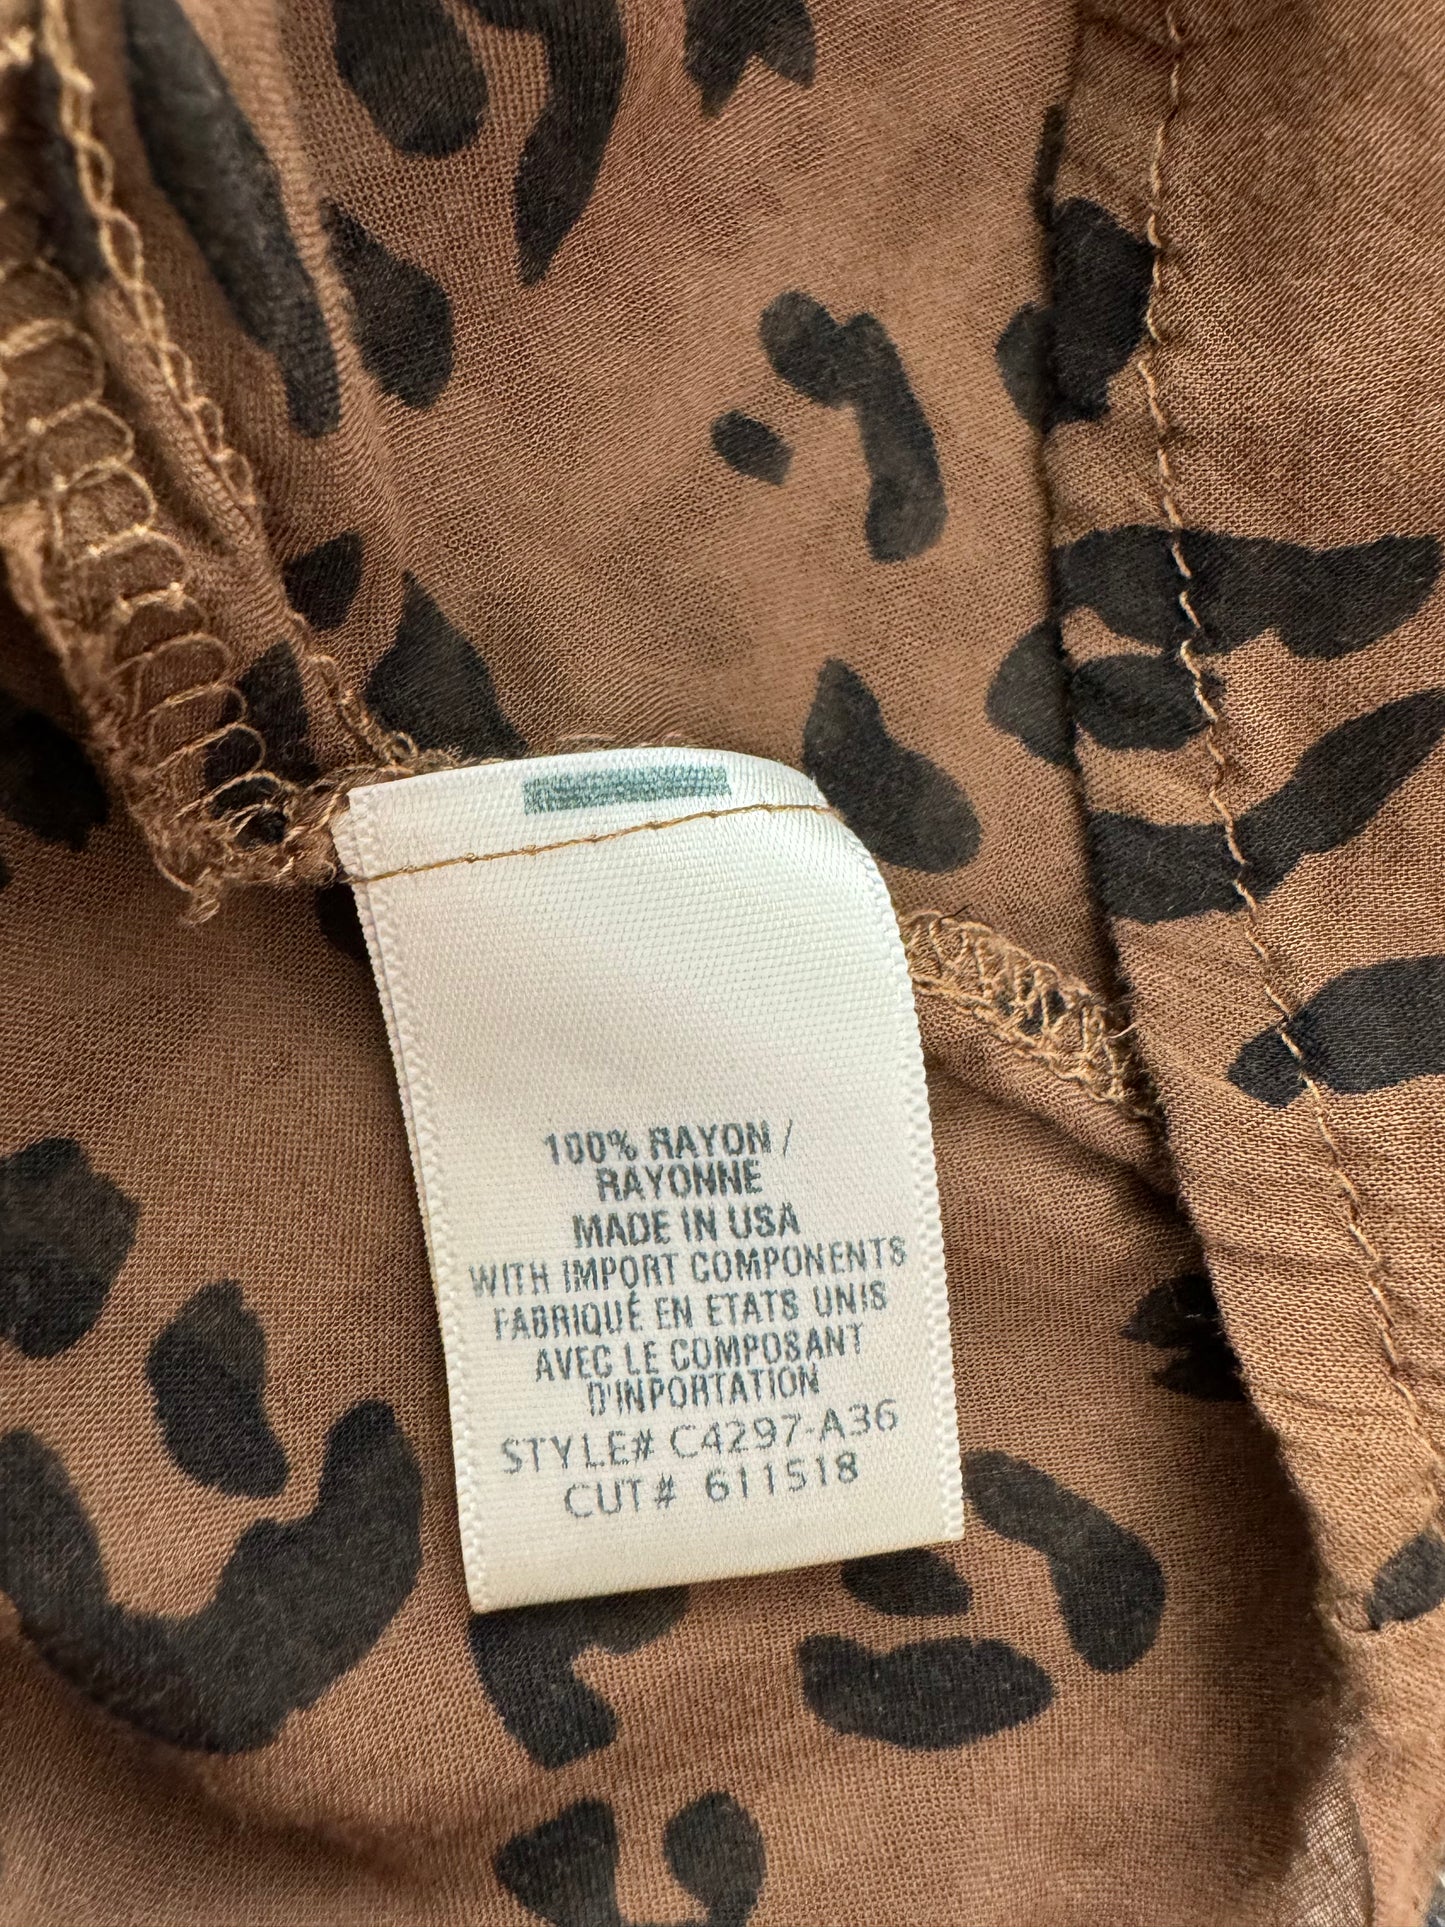 100% RAYON /
RAYONNE
MADE IN USA
WITH IMPORT COMPONENTS
FABRIQUÉ EN ETATS UNIS
AVEC LE COMPOSANT
D'INPORTATION
STYLE# C4297-A36
CUT# 611518